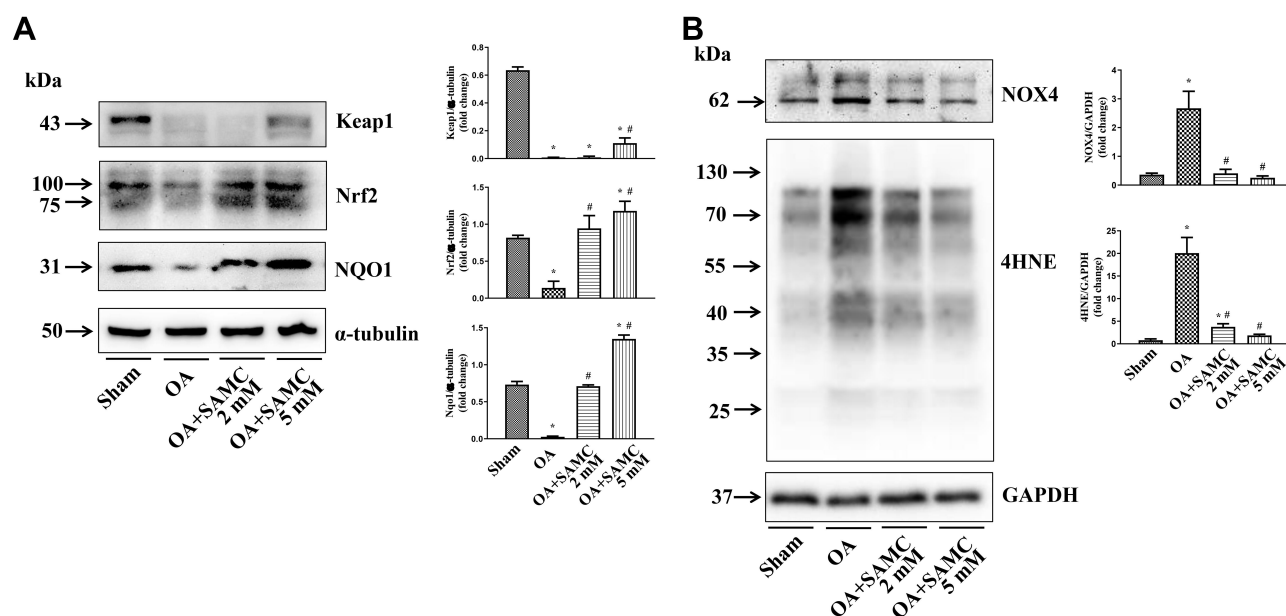 A
kDa
43
Keap1
100
75
Nrf2
31
NQO1
50
α-tubulin
Sham
OA
OA+SAMC
2 mM
OA+SAMC
5 mM
Keap1/α-tubulin
(fold change)
0.8
0.6
0.4
0.2
0.0
*
*
* #
Nrf2/α-tubulin
(fold change)
1.5
1.0
0.5
0.0
*
#
* #
Nqo1/α-tubulin
(fold change)
1.5
1.0
0.5
0.0
*
#
* #
Sham
OA
OA+SAMC
2 mM
OA+SAMC
5 mM
B
kDa
62
NOX4
130
70
55
40
35
25
4HNE
37
GAPDH
Sham
OA
OA+SAMC
2 mM
OA+SAMC
5 mM
NOX4/GAPDH
(fold change)
4
3
2
1
0
*
#
#
4HNE/GAPDH
(fold change)
25
20
15
10
5
0
*
* #
#
Sham
OA
OA+SAMC
2 mM
OA+SAMC
5 mM